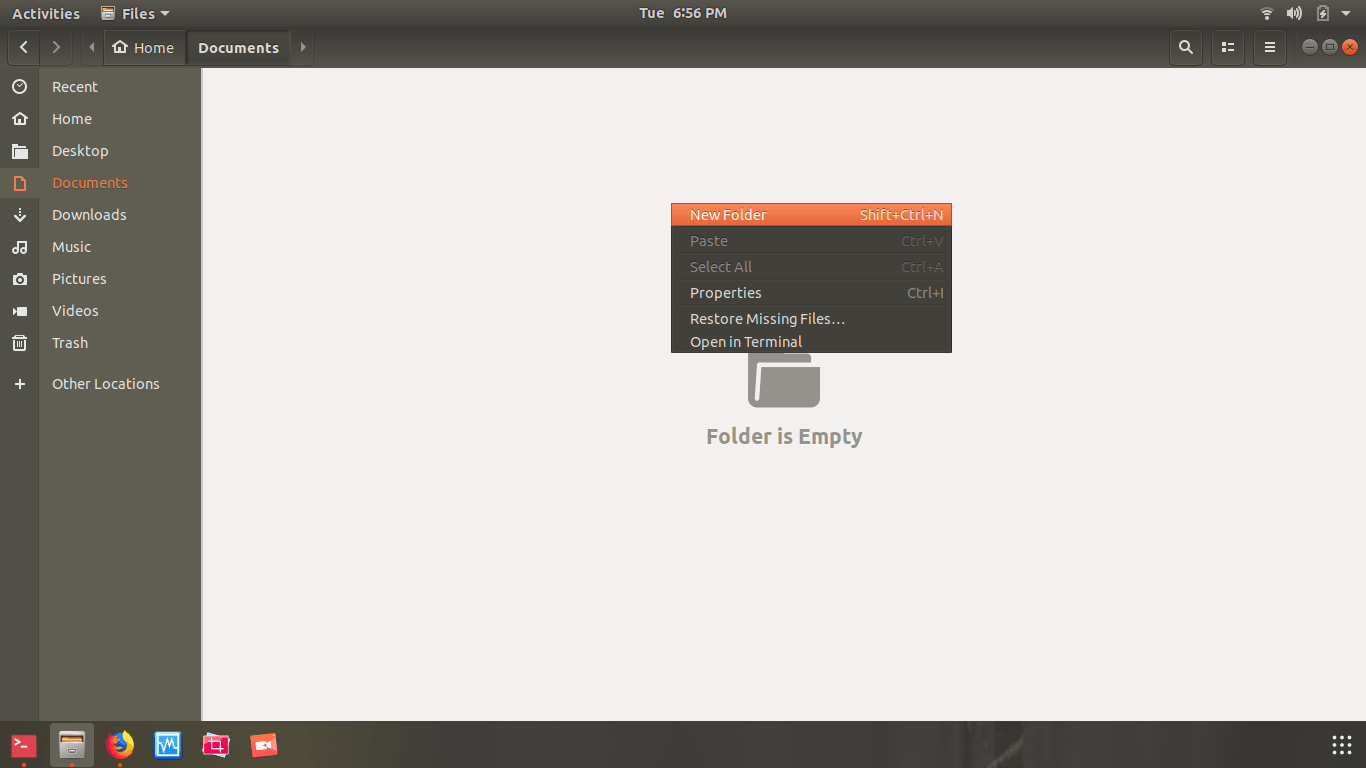 Activities Files Tue 6:56 PM
Home Documents
Recent
Home
Desktop
Documents
Downloads
Music
Pictures
Videos
Trash
Other Locations
New Folder Shift+Ctrl+N
Paste Ctrl+V
Select All Ctrl+A
Properties Ctrl+I
Restore Missing Files…
Open in Terminal
Folder is Empty